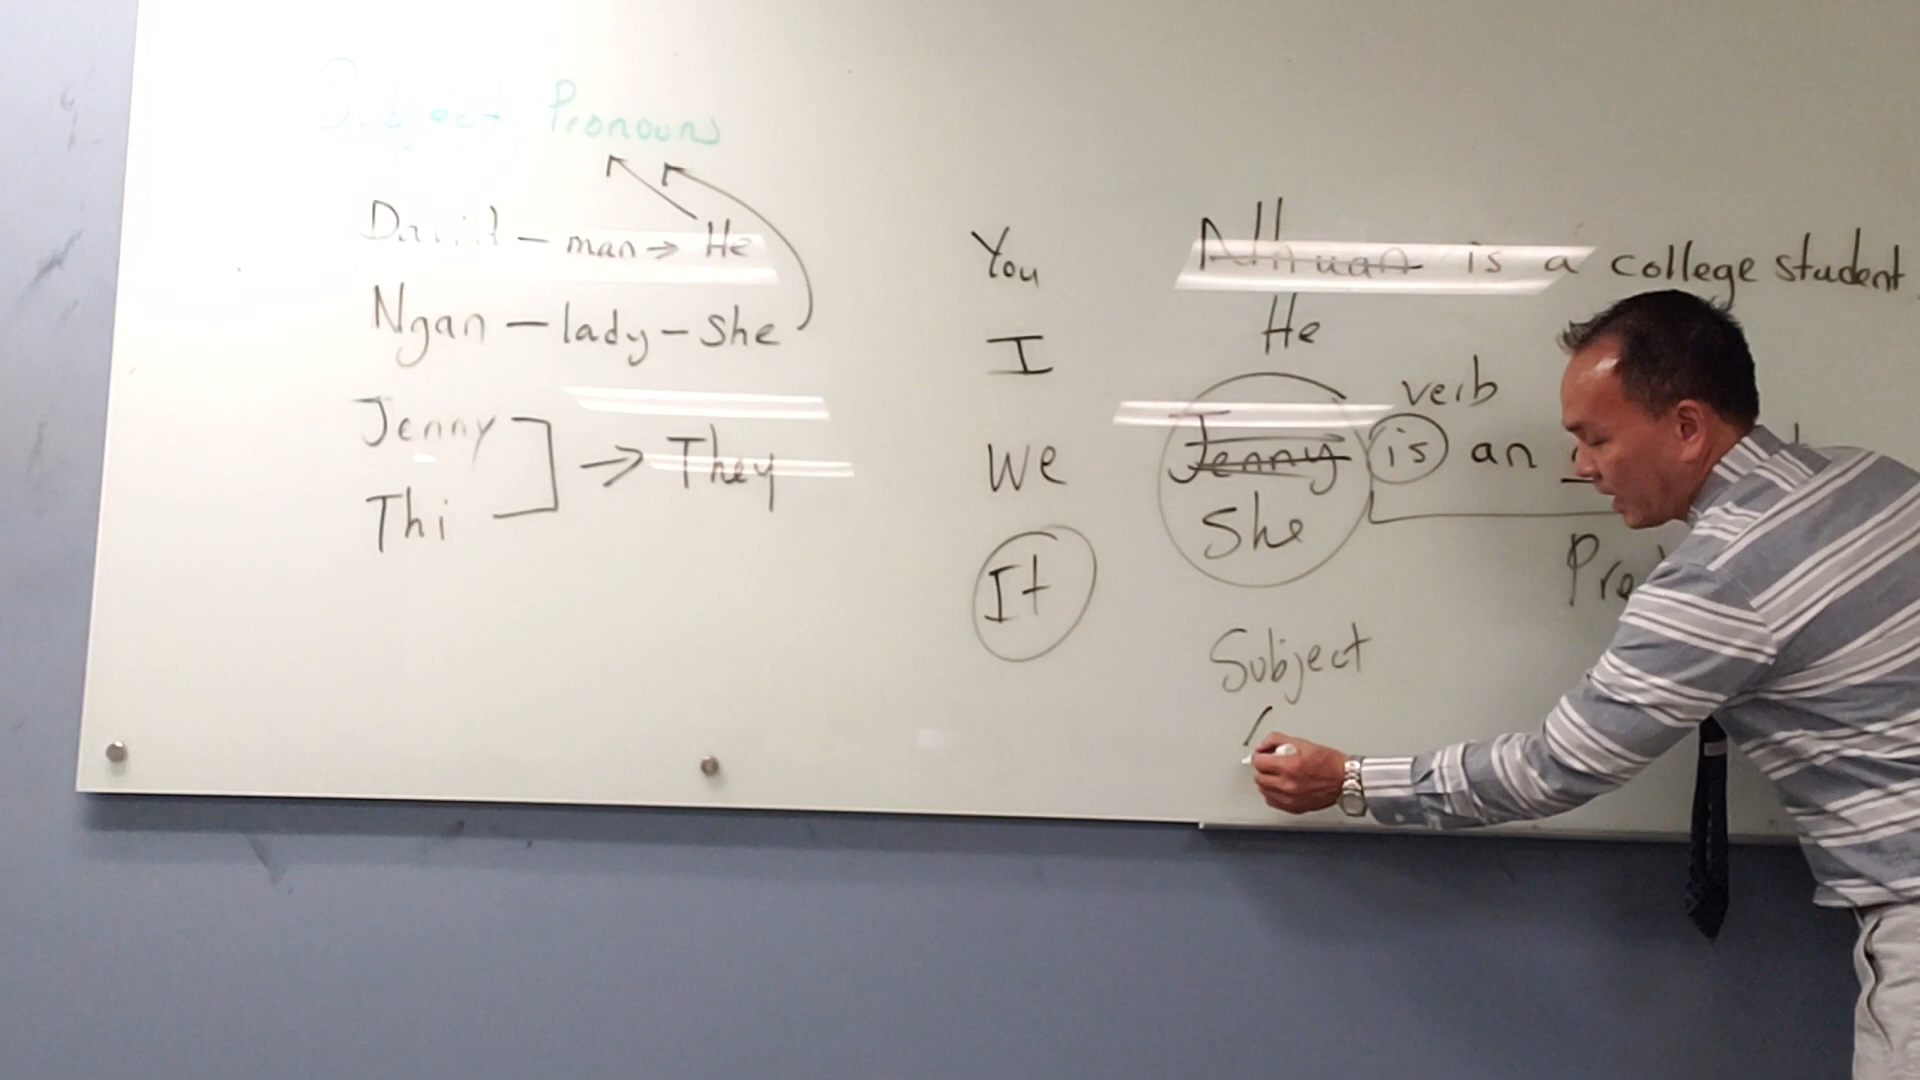 Subject Pronouns
David - man → He
Ngan - lady - she
Jenny
Thi
→ They
You
I
We
It
Nhuan is a college student.
He
verb
Jenny is an
She
Subject